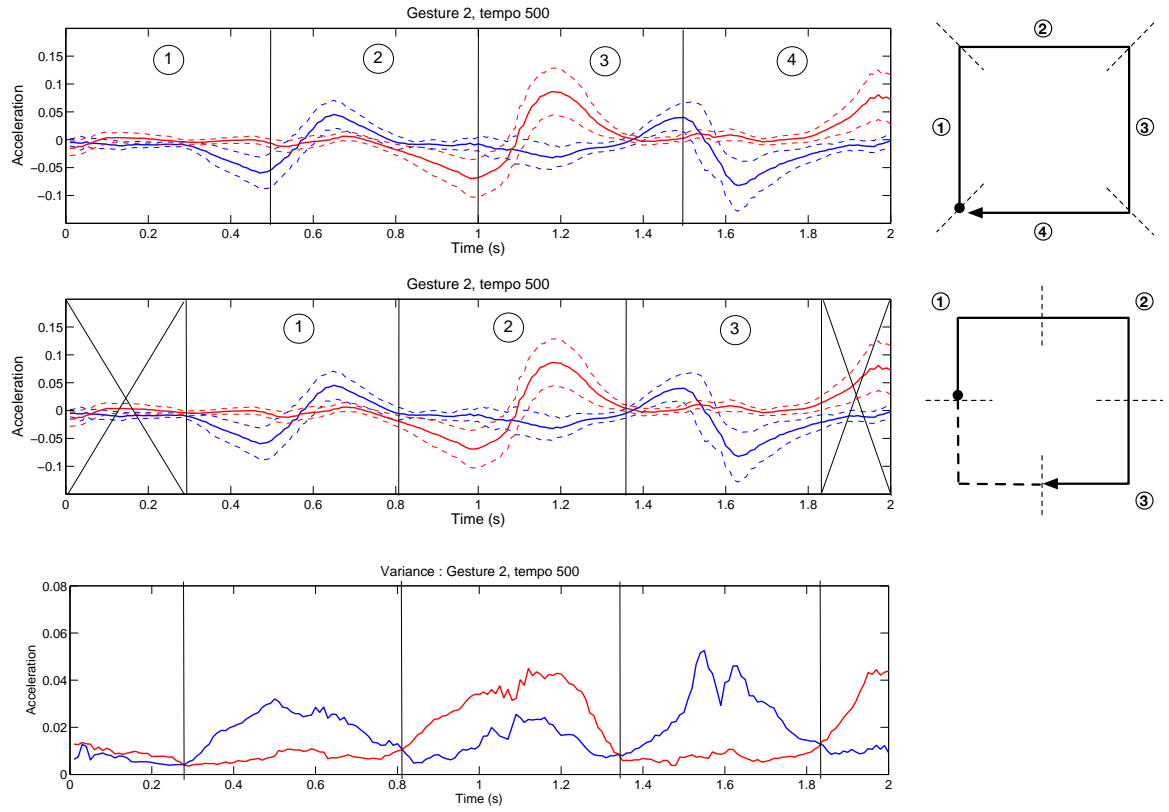 Gesture 2, tempo 500
0.15
0.1
0.05
0
−0.05
−0.1
Acceleration
1 2 3 4
0 0.2 0.4 0.6 0.8 1 1.2 1.4 1.6 1.8 2
Time (s)
2
1
3
4
Gesture 2, tempo 500
0.15
0.1
0.05
0
−0.05
−0.1
Acceleration
1 2 3
0 0.2 0.4 0.6 0.8 1 1.2 1.4 1.6 1.8 2
Time (s)
1 2
3
Variance : Gesture 2, tempo 500
0.08
0.06
0.04
0.02
0
Acceleration
0 0.2 0.4 0.6 0.8 1 1.2 1.4 1.6 1.8 2
Time (s)